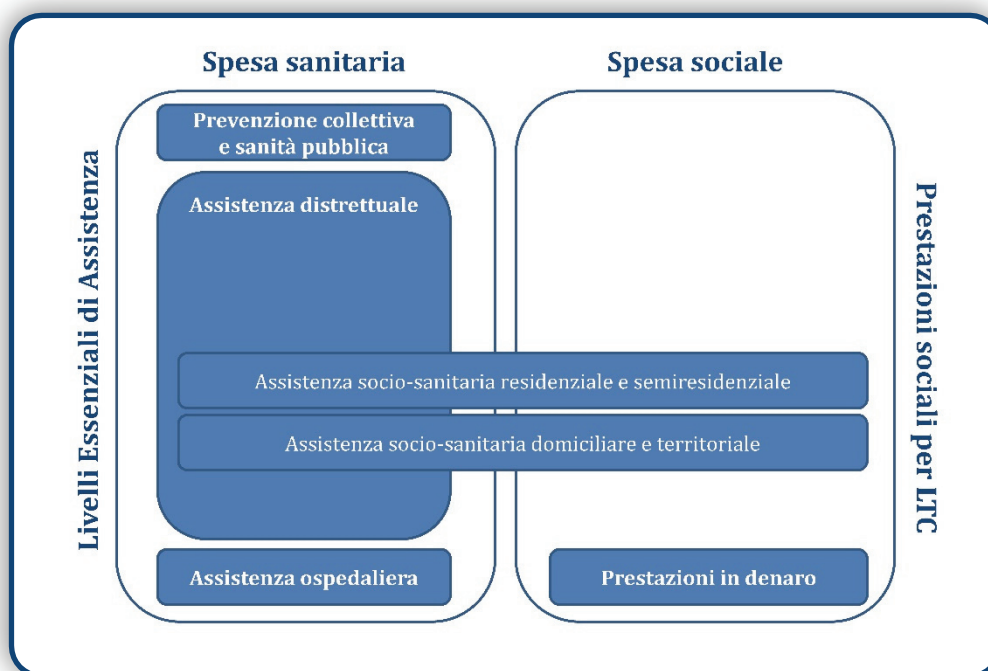 Spesa sanitaria
Spesa sociale
Livelli Essenziali di Assistenza
Prevenzione collettiva
e sanità pubblica
Assistenza distrettuale
Assistenza socio-sanitaria residenziale e semiresidenziale
Assistenza socio-sanitaria domiciliare e territoriale
Assistenza ospedaliera
Prestazioni in denaro
Prestazioni sociali per LTC